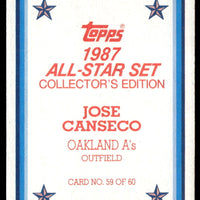 Topps®
1987
ALL-STAR SET
COLLECTOR'S EDITION
JOSE
CANSECO
OAKLAND A's
OUTFIELD
CARD NO. 59 OF 60